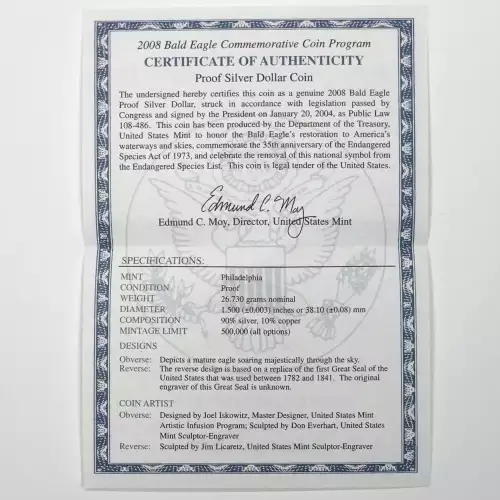 2008 Bald Eagle Commemorative Coin Program
CERTIFICATE OF AUTHENTICITY
Proof Silver Dollar Coin
The undersigned hereby certifies this coin as a genuine 2008 Bald Eagle
Proof Silver Dollar, struck in accordance with legislation passed by
Congress and signed by the President on January 20, 2004, as Public Law
108-486. This coin has been produced by the Department of the Treasury,
United States Mint to honor the Bald Eagle's restoration to America's
waterways and skies, commemorate the 35th anniversary of the Endangered
Species Act of 1973, and celebrate the removal of this national symbol from
the Endangered Species List. This coin is legal tender of the United States.
Edmund C. Moy
Edmund C. Moy, Director, United States Mint
SPECIFICATIONS:
MINT Philadelphia
CONDITION Proof
WEIGHT 26.730 grams nominal
DIAMETER 1.500 (±0.003) inches or 38.10 (±0.08) mm
COMPOSITION 90% silver, 10% copper
MINTAGE LIMIT 500,000 (all options)
DESIGNS
Obverse: Depicts a mature eagle soaring majestically through the sky.
Reverse: The reverse design is based on a replica of the first Great Seal of the
United States that was used between 1782 and 1841. The original
engraver of this Great Seal is unknown.
COIN ARTIST
Obverse: Designed by Joel Iskowitz, Master Designer, United States Mint
Artistic Infusion Program; Sculpted by Don Everhart, United States
Mint Sculptor-Engraver
Reverse: Sculpted by Jim Licaretz, United States Mint Sculptor-Engraver